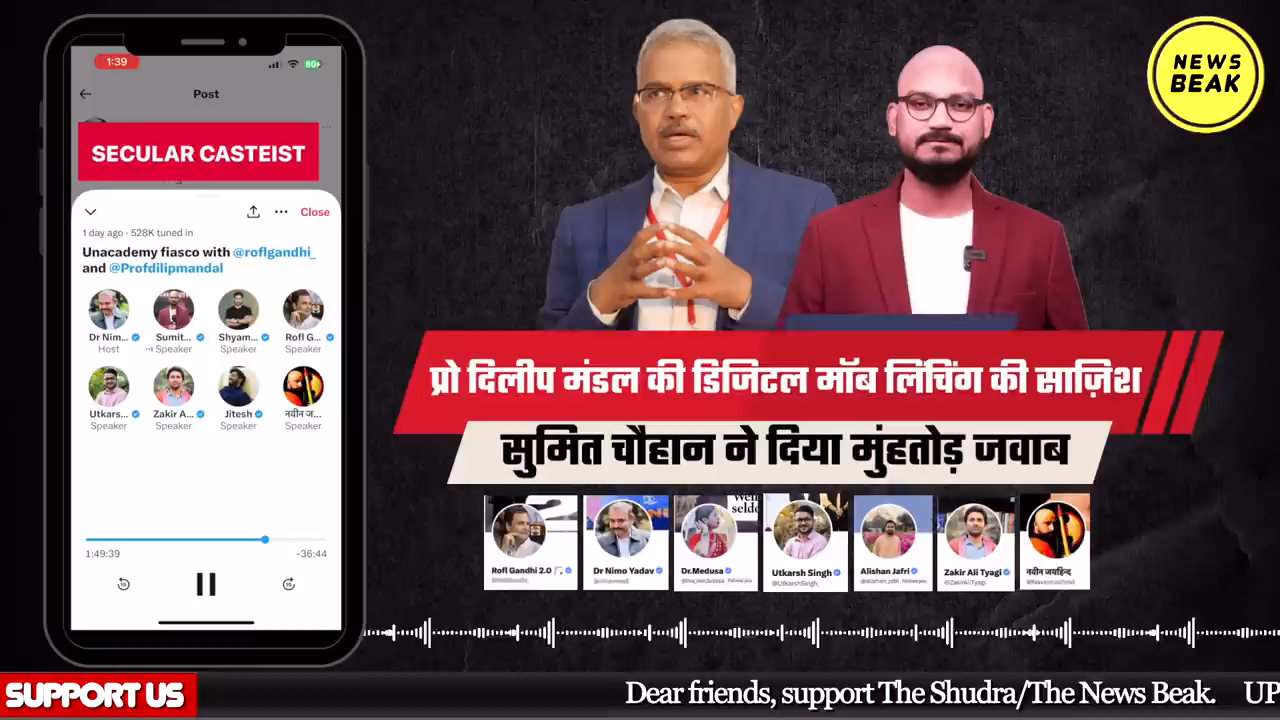 1:39
80+
Post
SECULAR CASTEIST
Close
1 day ago · 528K tuned in
Unacademy fiasco with @roflgandhi_
and @Profdilipmandal
Dr Nim... Sumit... Shyam... Rofl G...
Host Speaker Speaker Speaker
Utkars... Zakir A... Jitesh नवीन ज...
Speaker Speaker Speaker Speaker
1:49:39 -36:44
NEWS
BEAK
प्रो दिलीप मंडल की डिजिटल मॉब लिंचिंग की साज़िश
सुमित चौहान ने दिया मुंहतोड़ जवाब
Rofl Gandhi 2.0 Dr Nimo Yadav Dr.Medusa Utkarsh Singh Alishan Jafri Zakir Ali Tyagi नवीन जयहिन्द
@UtkarshSingh_ @ZakirAliTyagi
SUPPORT US
Dear friends, support The Shudra/The News Beak. UP